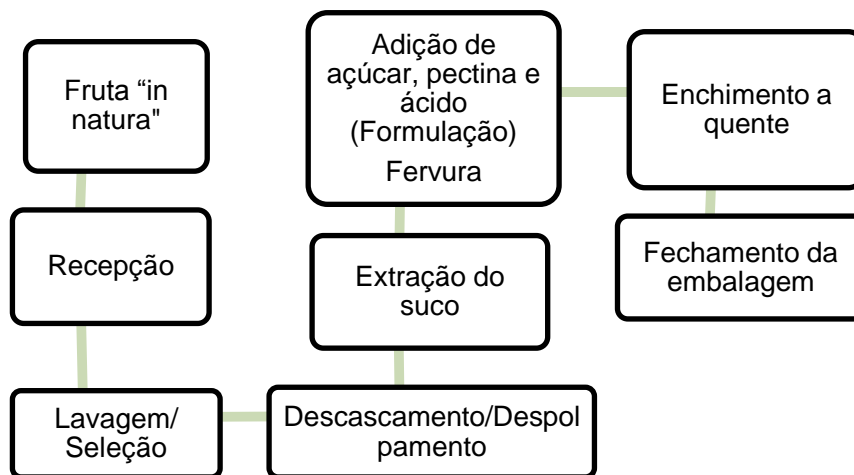 Fruta “in
natura"
Recepção
Lavagem/
Seleção
Descascamento/Despol
pamento
Extração do
suco
Adição de
açúcar, pectina e
ácido
(Formulação)
Fervura
Enchimento a
quente
Fechamento da
embalagem